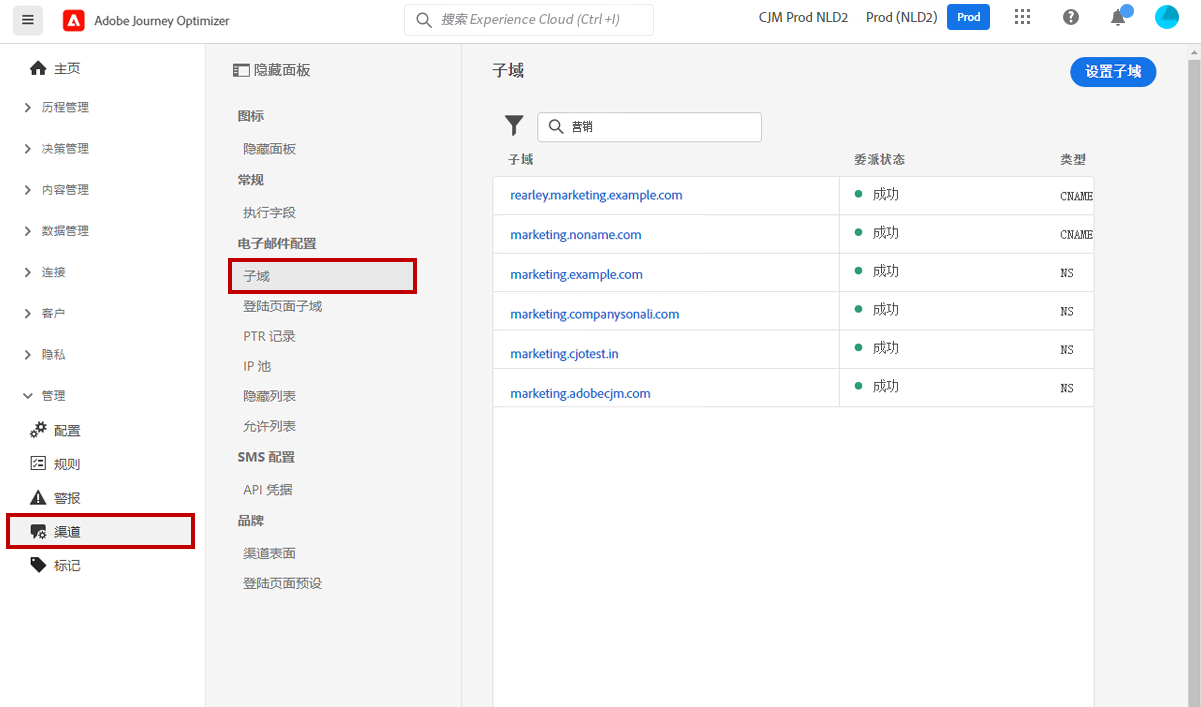 Adobe Journey Optimizer
搜索 Experience Cloud (Ctrl +I)
CJM Prod NLD2
Prod (NLD2)
Prod
主页
历程管理
决策管理
内容管理
数据管理
连接
客户
隐私
管理
配置
规则
警报
渠道
标记
隐藏面板
图标
隐藏面板
常规
执行字段
电子邮件配置
子域
登陆页面子域
PTR 记录
IP 池
隐藏列表
允许列表
SMS 配置
API 凭据
品牌
渠道表面
登陆页面预设
子域
设置子域
营销
子域 委派状态 类型
rearley.marketing.example.com 成功 CNAME
marketing.noname.com 成功 CNAME
marketing.example.com 成功 NS
marketing.companysonali.com 成功 NS
marketing.cjotest.in 成功 NS
marketing.adobecjm.com 成功 NS